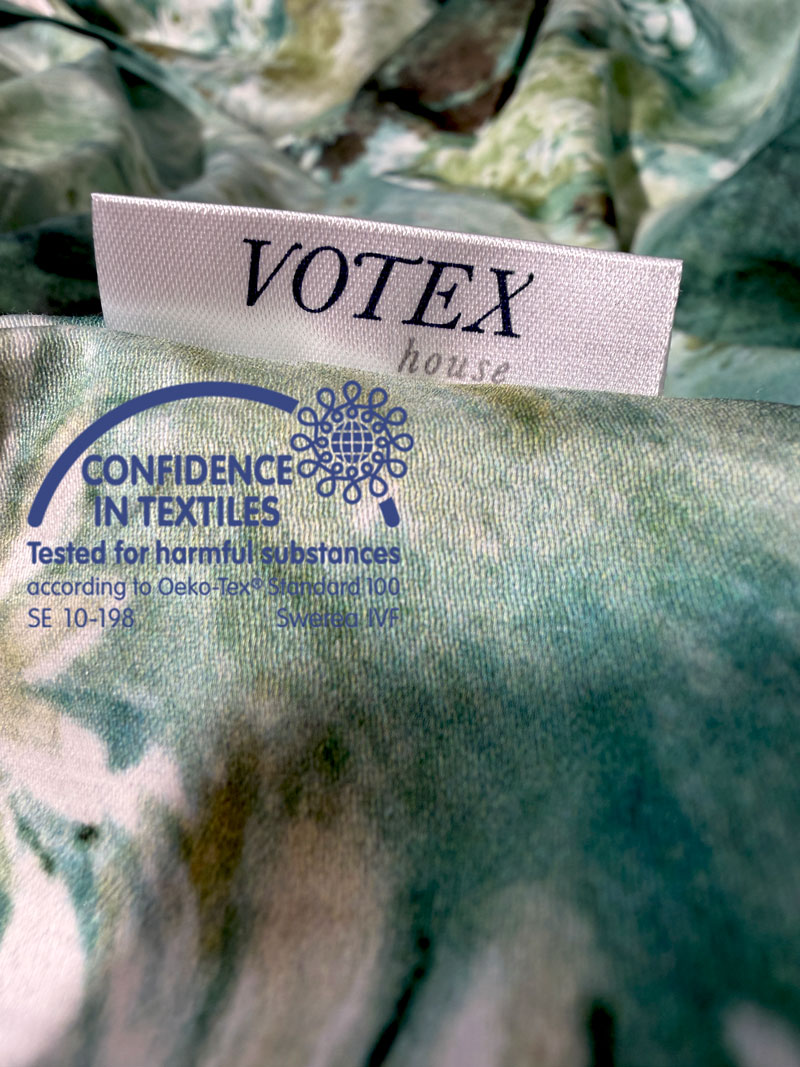 VOTEX
house
CONFIDENCE
IN TEXTILES
Tested for harmful substances
according to Oeko-Tex® Standard 100
SE 10-198 Swerea IVF